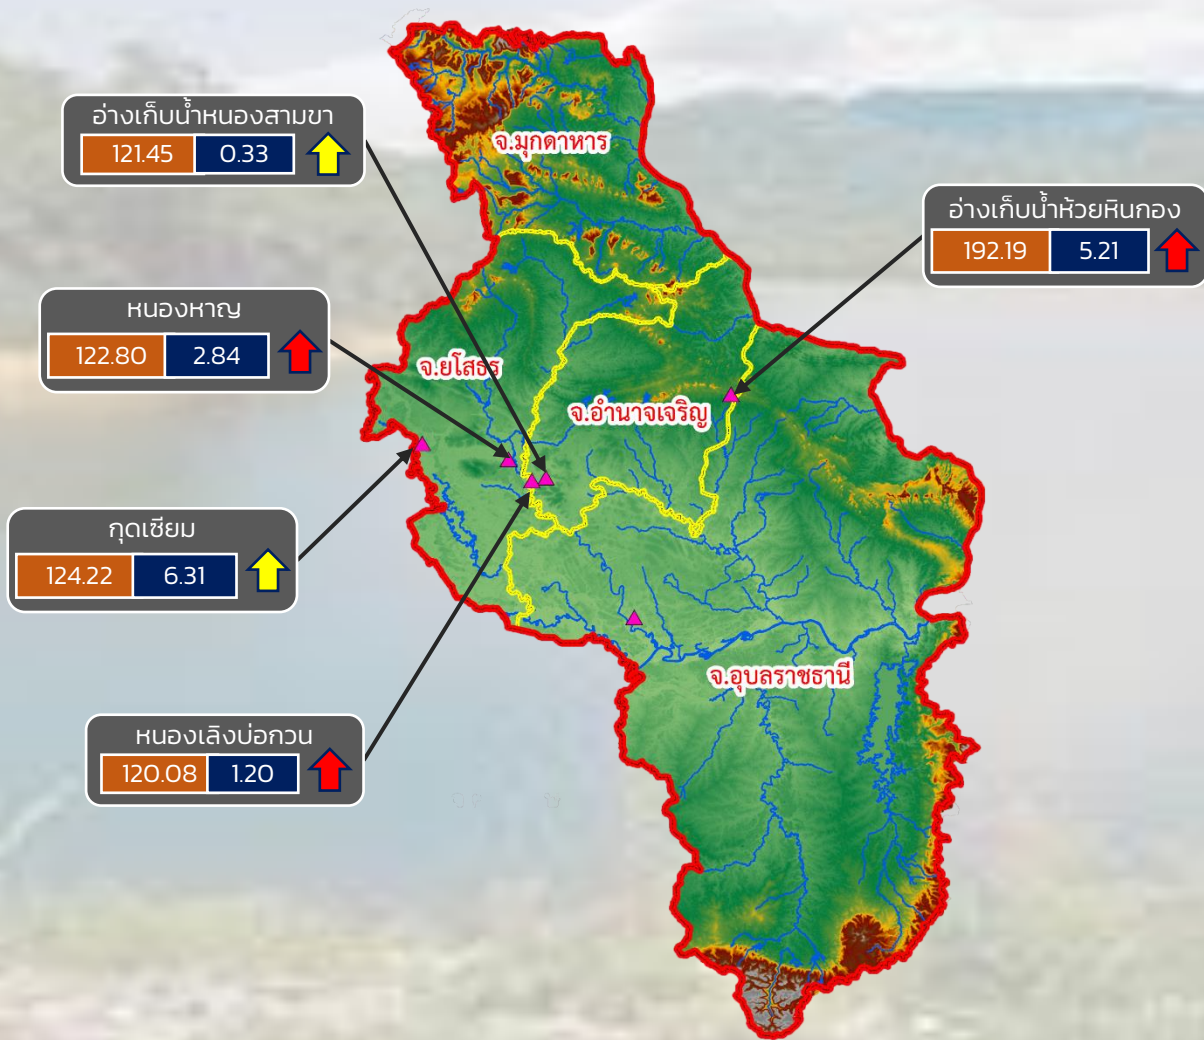 อ่างเก็บน้ำหนองสามขา
121.45 0.33
จ.มุกดาหาร
อ่างเก็บน้ำห้วยหินกอง
192.19 5.21
หนองหาญ
122.80 2.84
จ.ยโสธร
จ.อำนาจเจริญ
กุดเซียม
124.22 6.31
จ.อุบลราชธานี
หนองเลิงบ่อกวน
120.08 1.20